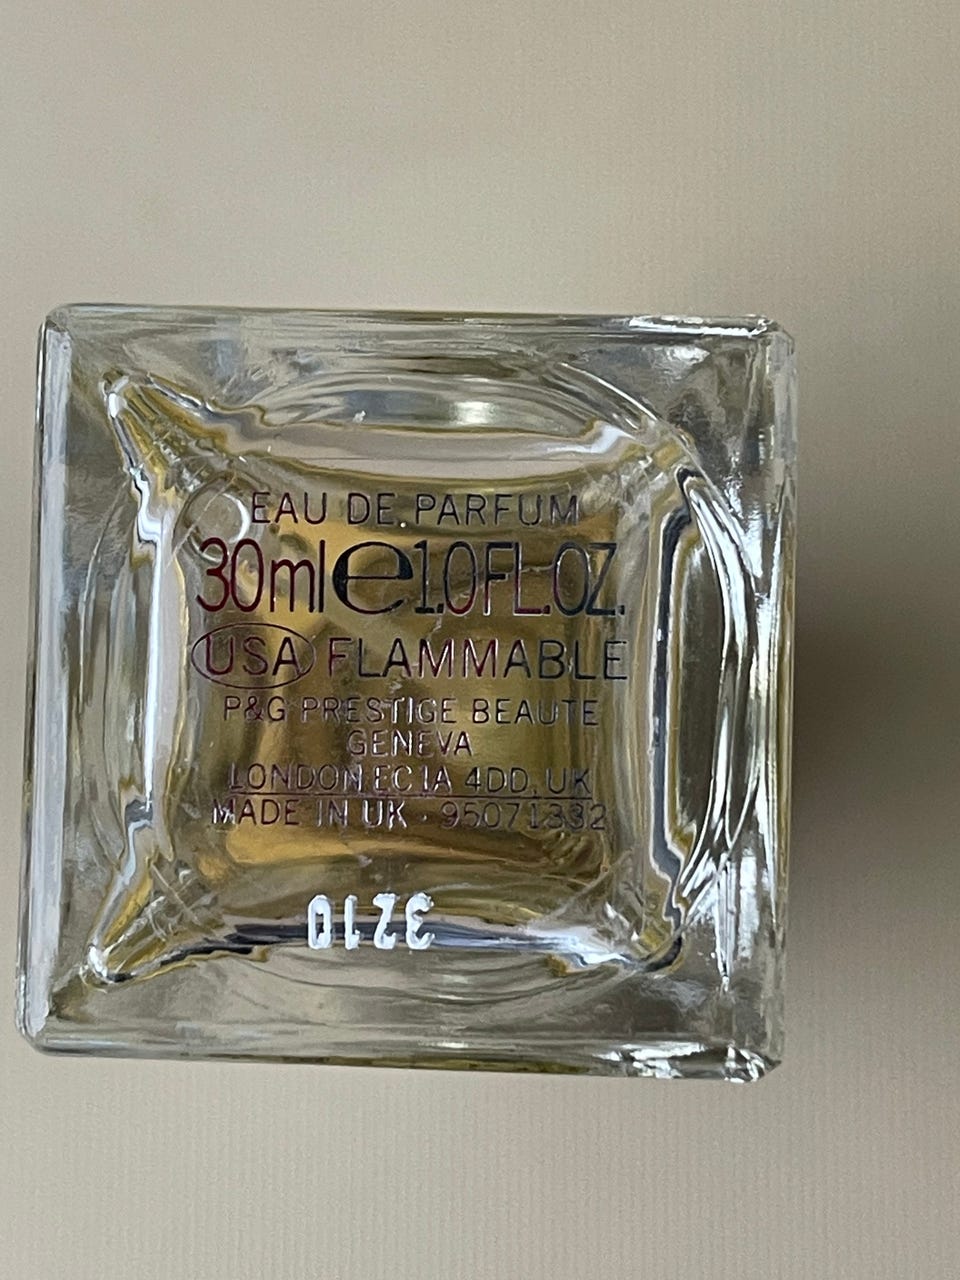 EAU DE PARFUM
30ml e 1.0FL.OZ.
USA FLAMMABLE
P&G PRESTIGE BEAUTE
GENEVA
LONDON EC1A 4DD, UK
MADE IN UK · 95071332
3210